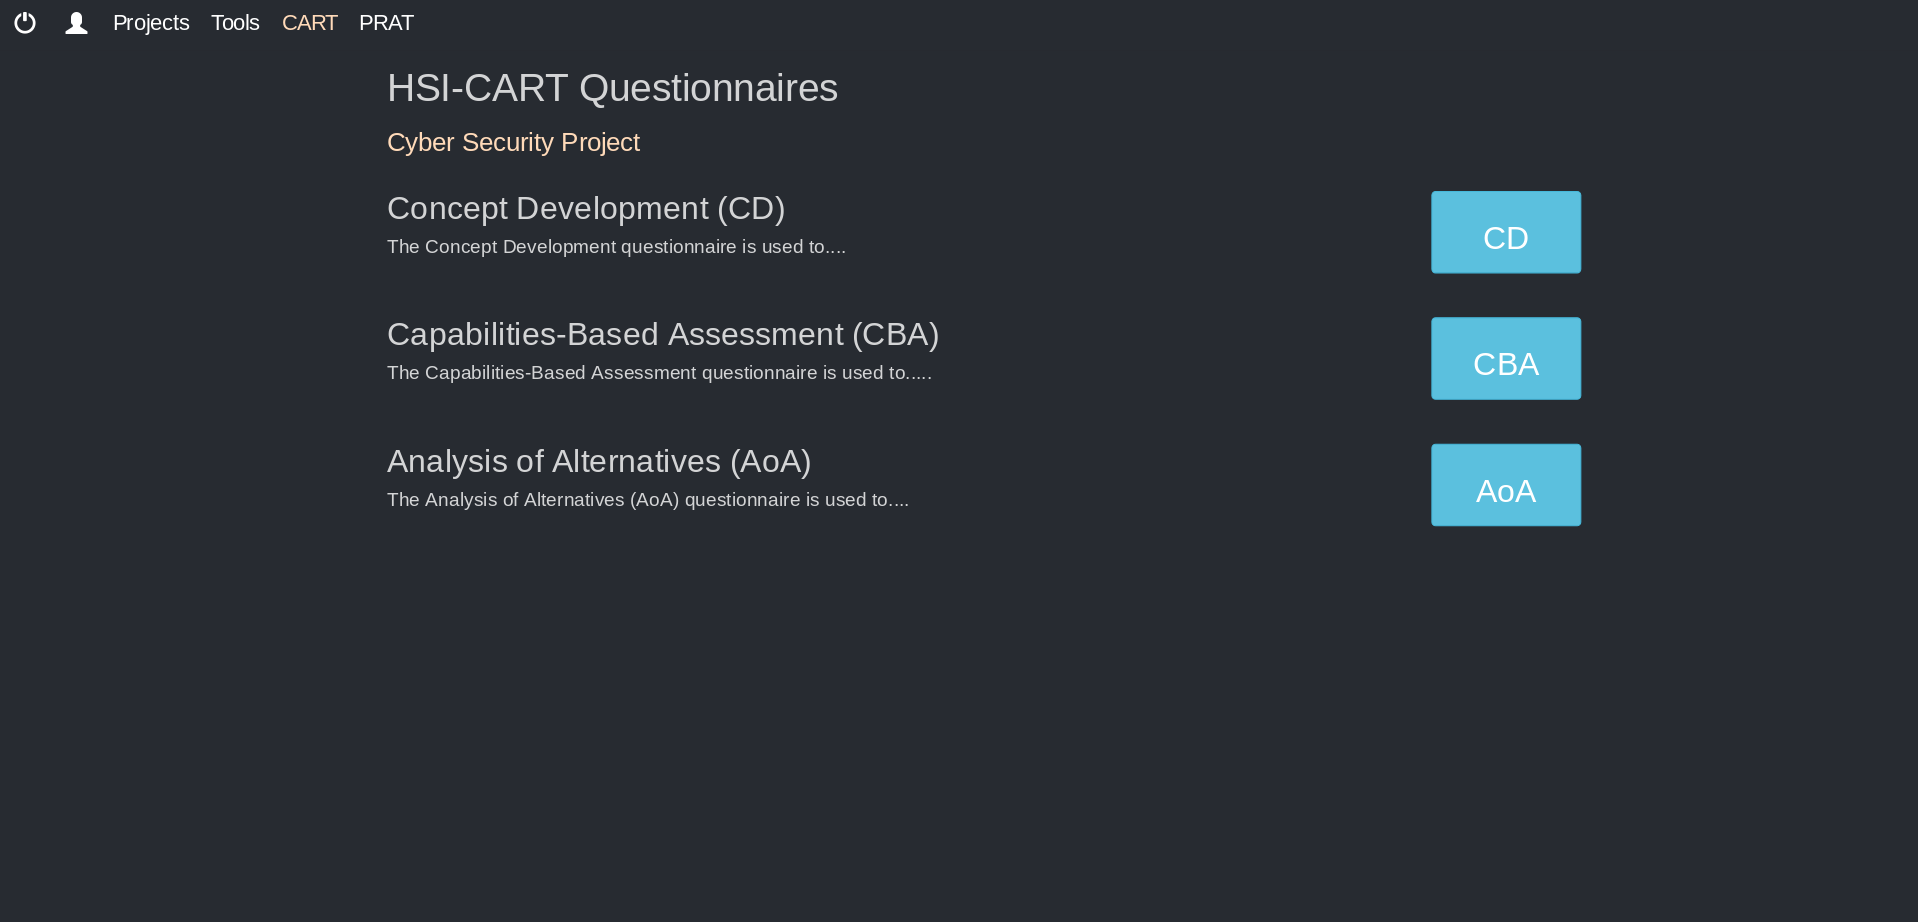 Projects Tools CART PRAT
HSI-CART Questionnaires
Cyber Security Project
Concept Development (CD)
The Concept Development questionnaire is used to....
CD
Capabilities-Based Assessment (CBA)
The Capabilities-Based Assessment questionnaire is used to.....
CBA
Analysis of Alternatives (AoA)
The Analysis of Alternatives (AoA) questionnaire is used to....
AoA